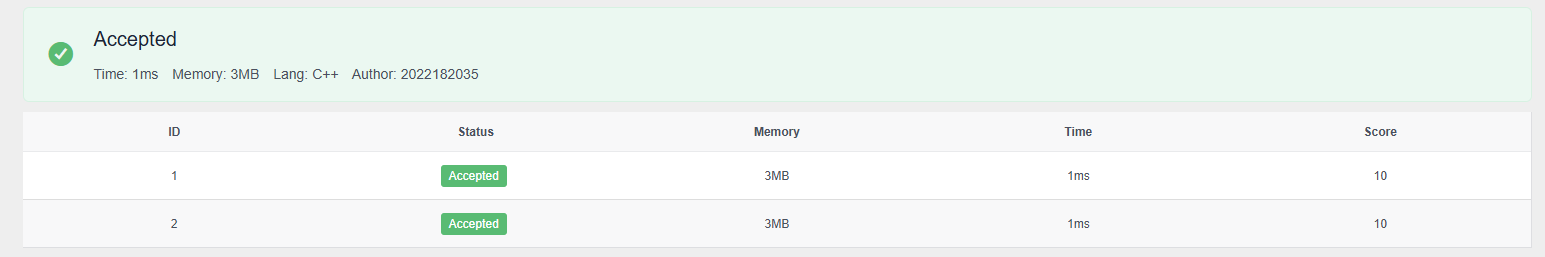 Accepted
Time: 1ms Memory: 3MB Lang: C++ Author: 2022182035
ID Status Memory Time Score
1 Accepted 3MB 1ms 10
2 Accepted 3MB 1ms 10